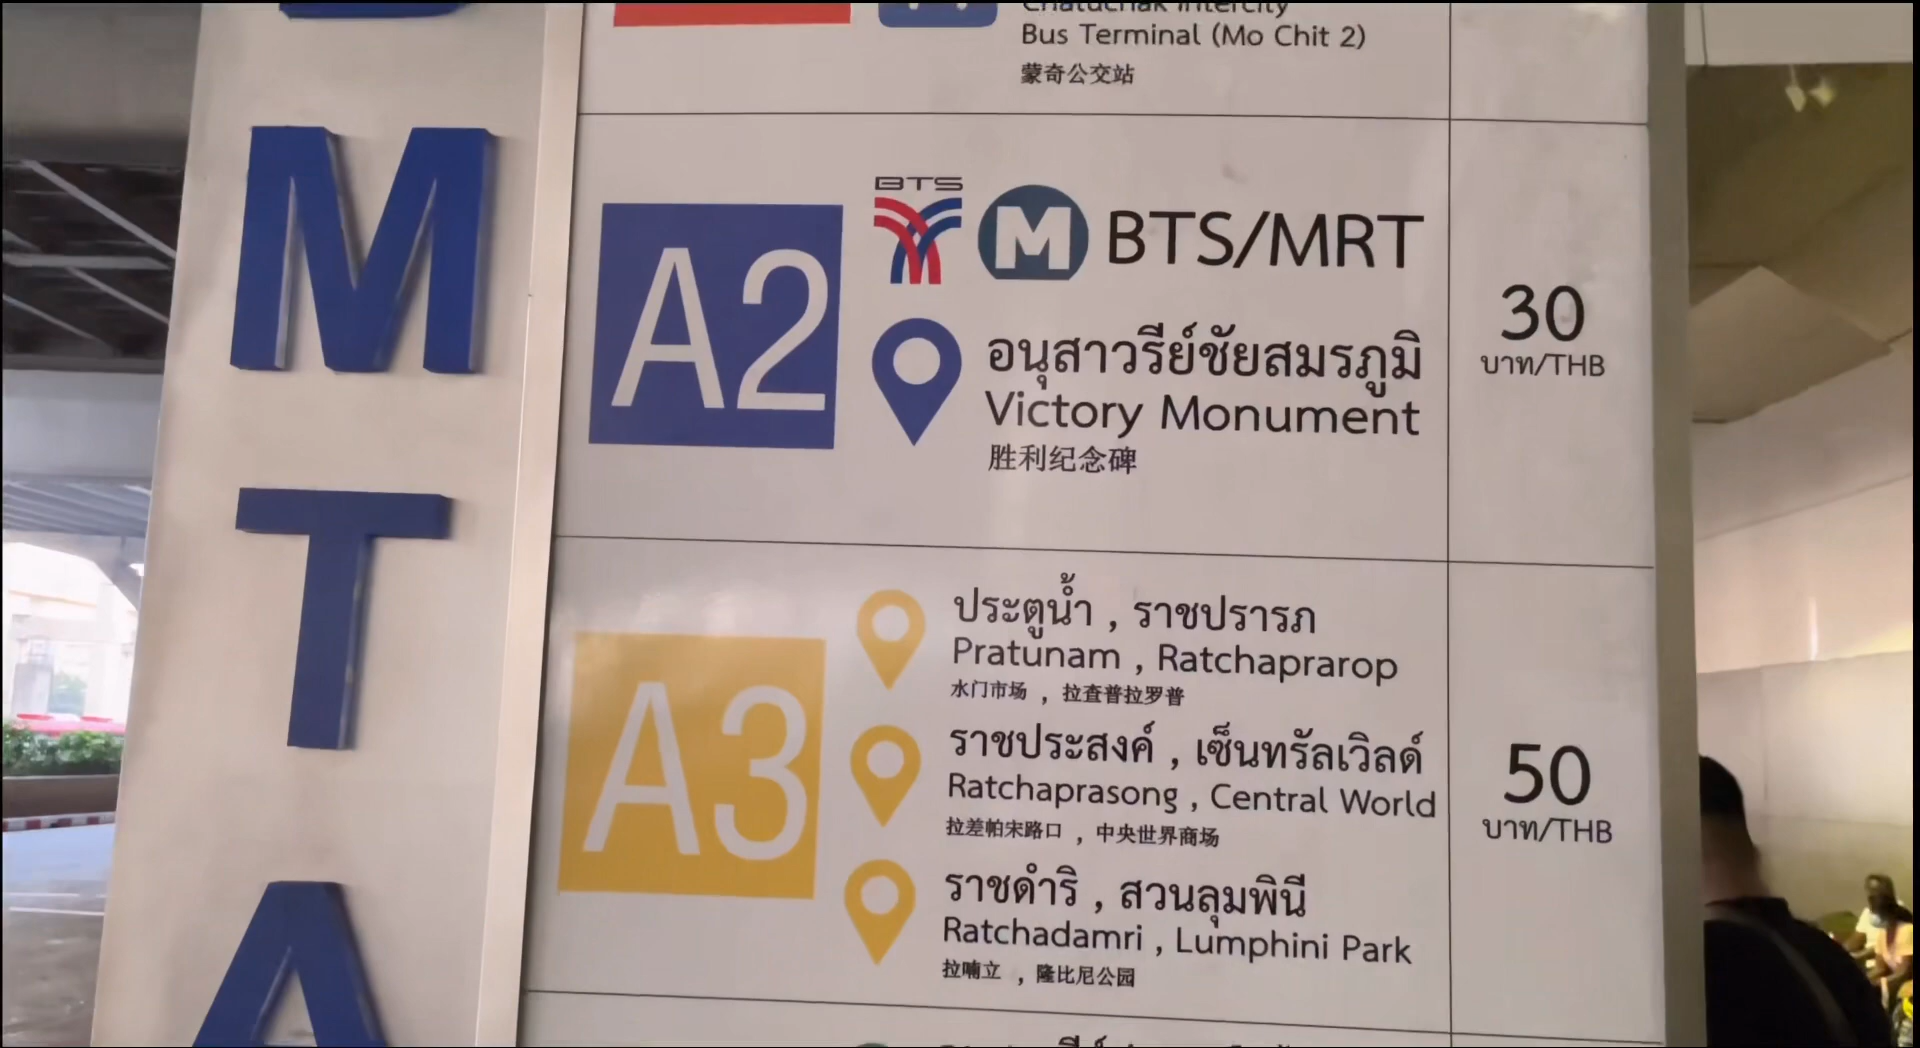 Chatuchak Intercity
Bus Terminal (Mo Chit 2)
蒙奇公交站
BMTA
A2
BTS
M BTS/MRT
อนุสาวรีย์ชัยสมรภูมิ
Victory Monument
胜利纪念碑
30
บาท/THB
A3
ประตูน้ำ , ราชปรารภ
Pratunam , Ratchaprarop
水门市场 , 拉查普拉罗普
ราชประสงค์ , เซ็นทรัลเวิลด์
Ratchaprasong , Central World
拉差帕宋路口 , 中央世界商场
ราชดำริ , สวนลุมพินี
Ratchadamri , Lumphini Park
拉喃立 , 隆比尼公园
50
บาท/THB